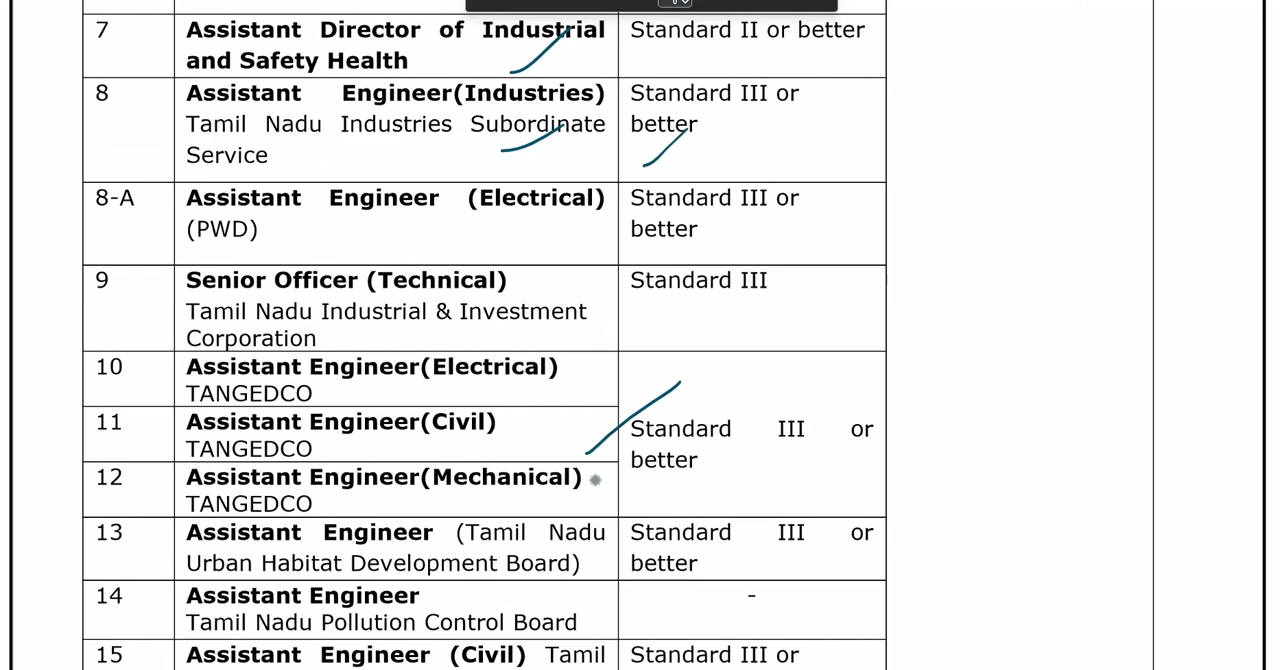 7
Assistant Director of Industrial
and Safety Health
Standard II or better
8
Assistant Engineer(Industries)
Tamil Nadu Industries Subordinate
Service
Standard III or
better
8-A
Assistant Engineer (Electrical)
(PWD)
Standard III or
better
9
Senior Officer (Technical)
Tamil Nadu Industrial & Investment
Corporation
Standard III
10
Assistant Engineer(Electrical)
TANGEDCO
11
Assistant Engineer(Civil)
TANGEDCO
12
Assistant Engineer(Mechanical)
TANGEDCO
Standard III or
better
13
Assistant Engineer (Tamil Nadu
Urban Habitat Development Board)
Standard III or
better
14
Assistant Engineer
Tamil Nadu Pollution Control Board
-
15
Assistant Engineer (Civil) Tamil
Standard III or